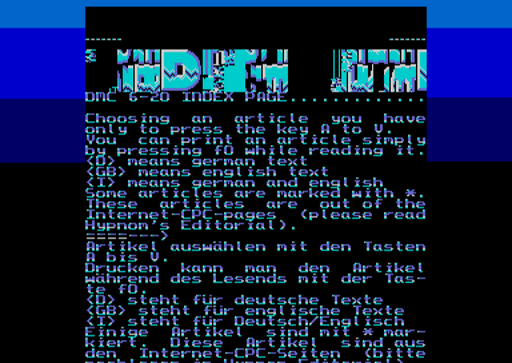 DMC 6-20 INDEX PAGE.............
Choosing an article you have
only to press the key A to V.
You can print an article simply
by pressing f0 while reading it.
<D> means german text
<GB> means english text
<I> means german and english
Some articles are marked with *.
These articles are out of the
Internet-CPC-pages (please read
Hypnom's Editorial).
====--->
Artikel auswählen mit den Tasten
A bis V.
Drucken kann man den Artikel
während des Lesends mit der Tas-
te f0.
<D> steht für deutsche Texte
<GB> steht für englische Texte
<I> steht für Deutsch/Englisch
Einige Artikel sind mit * mar-
kiert. Diese Artikel sind aus
den Internet-CPC-Seiten (bitte